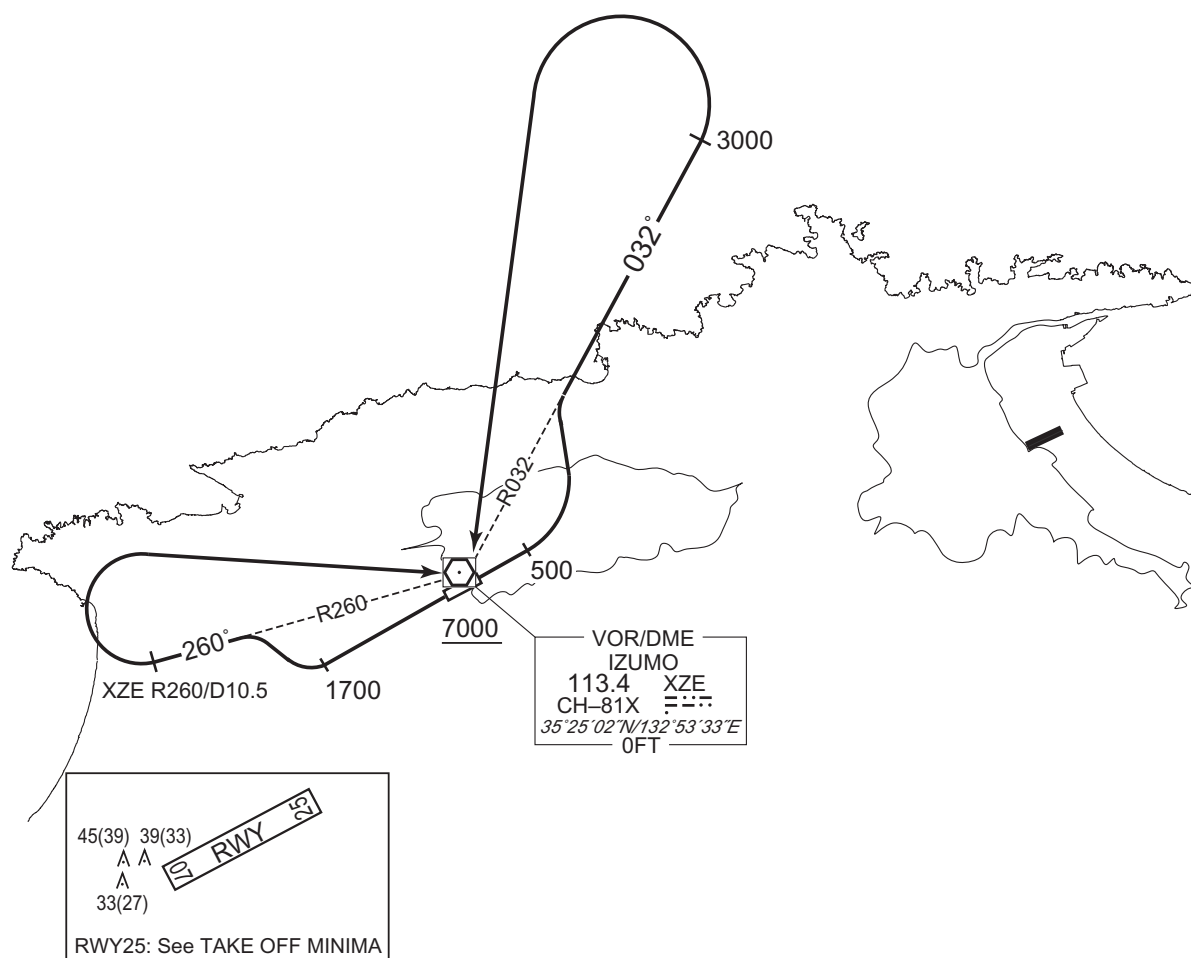 3000
032°
R032
500
R260
7000
260°
XZE R260/D10.5
1700
VOR/DME
IZUMO
113.4 XZE
CH–81X
35°25′02″N/132°53′33″E
0FT
45(39) 39(33)
33(27)
07 RWY 25
RWY25: See TAKE OFF MINIMA